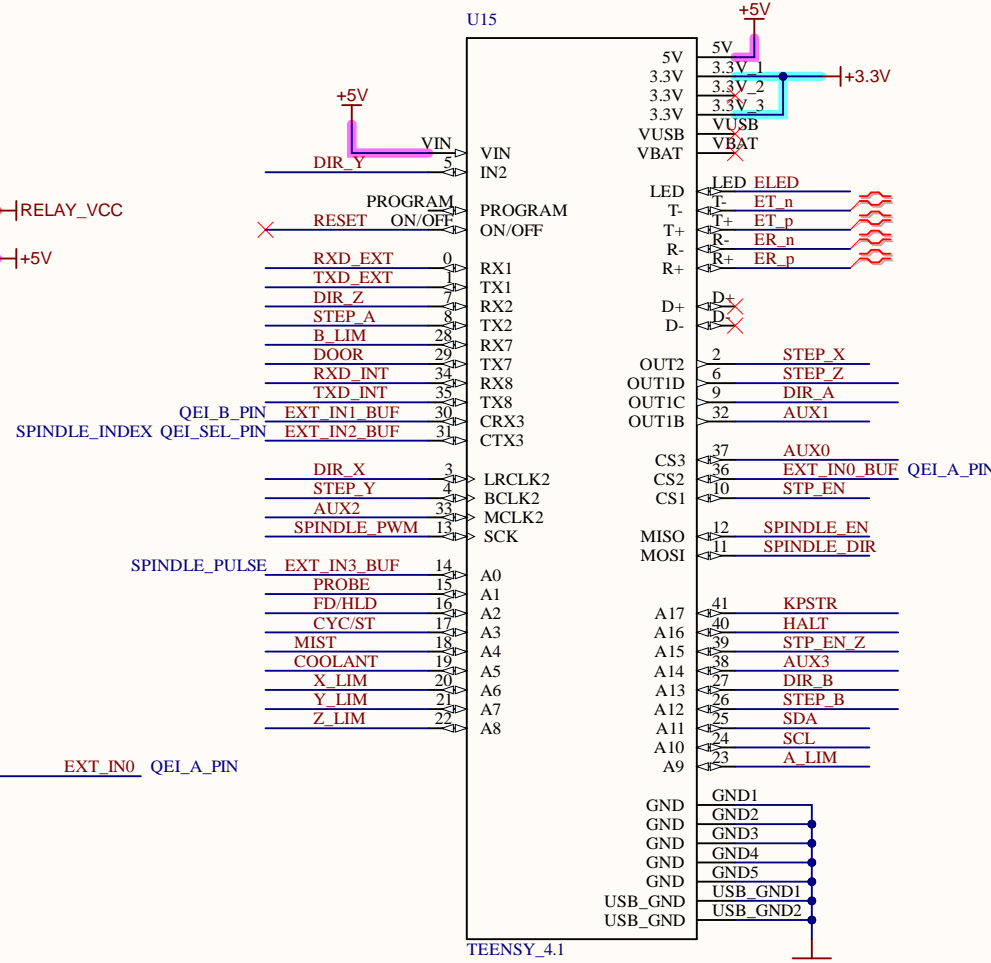 U15
+5V
5V 5V
3.3V 3.3V_1 +3.3V
3.3V 3.3V_2
3.3V 3.3V_3
VUSB VUSB
VBAT VBAT
+5V
VIN VIN
DIR_Y 5 IN2
RELAY_VCC
+5V
PROGRAM PROGRAM
RESET ON/OFF ON/OFF
RXD_EXT 0 RX1
TXD_EXT 1 TX1
DIR_Z 7 RX2
STEP_A 8 TX2
B_LIM 28 RX7
DOOR 29 TX7
RXD_INT 34 RX8
TXD_INT 35 TX8
QEI_B_PIN EXT_IN1_BUF 30 CRX3
SPINDLE_INDEX QEI_SEL_PIN EXT_IN2_BUF 31 CTX3
DIR_X 3 LRCLK2
STEP_Y 4 BCLK2
AUX2 33 MCLK2
SPINDLE_PWM 13 SCK
SPINDLE_PULSE EXT_IN3_BUF 14 A0
PROBE 15 A1
FD/HLD 16 A2
CYC/ST 17 A3
MIST 18 A4
COOLANT 19 A5
X_LIM 20 A6
Y_LIM 21 A7
Z_LIM 22 A8
EXT_IN0 QEI_A_PIN
LED LED ELED
T- T- ET_n
T+ T+ ET_p
R- R- ER_n
R+ R+ ER_p
D+ D+
D- D-
OUT2 2 STEP_X
OUT1D 6 STEP_Z
OUT1C 9 DIR_A
OUT1B 32 AUX1
CS3 37 AUX0
CS2 36 EXT_IN0_BUF QEI_A_PIN
CS1 10 STP_EN
MISO 12 SPINDLE_EN
MOSI 11 SPINDLE_DIR
A17 41 KPSTR
A16 40 HALT
A15 39 STP_EN_Z
A14 38 AUX3
A13 27 DIR_B
A12 26 STEP_B
A11 25 SDA
A10 24 SCL
A9 23 A_LIM
GND GND1
GND GND2
GND GND3
GND GND4
GND GND5
USB_GND USB_GND1
USB_GND USB_GND2
TEENSY_4.1